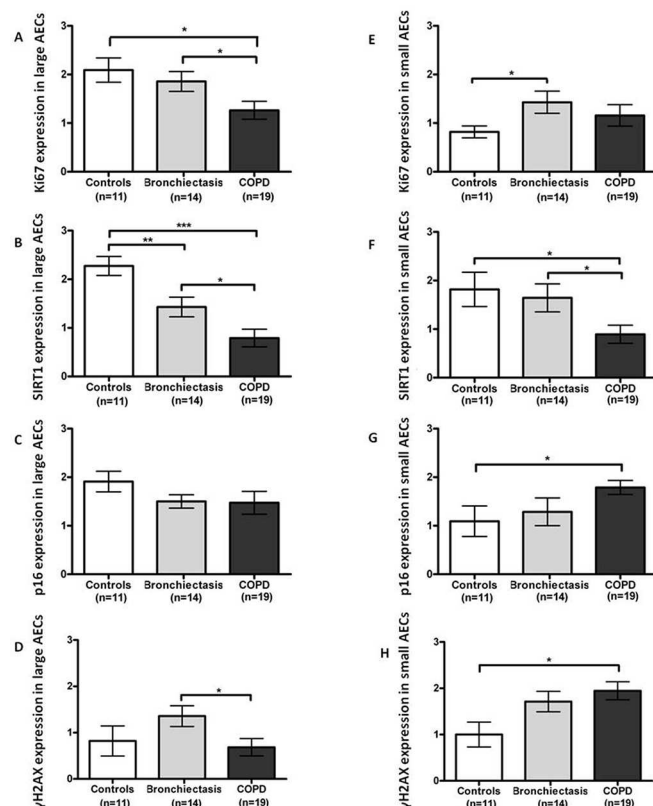 A
Ki67 expression in large AECs
3
2
1
0
*
*
Controls
(n=11)
Bronchiectasis
(n=14)
COPD
(n=19)
E
Ki67 expression in small AECs
3
2
1
0
*
Controls
(n=11)
Bronchiectasis
(n=14)
COPD
(n=19)
B
SIRT1 expression in large AECs
3
2
1
0
***
**
*
Controls
(n=11)
Bronchiectasis
(n=14)
COPD
(n=19)
F
SIRT1 expression in small AECs
3
2
1
0
*
*
Controls
(n=11)
Bronchiectasis
(n=14)
COPD
(n=19)
C
p16 expression in large AECs
3
2
1
0
Controls
(n=11)
Bronchiectasis
(n=14)
COPD
(n=19)
G
p16 expression in small AECs
3
2
1
0
*
Controls
(n=11)
Bronchiectasis
(n=14)
COPD
(n=19)
D
γH2AX expression in large AECs
3
2
1
0
*
Controls
(n=11)
Bronchiectasis
(n=14)
COPD
(n=19)
H
γH2AX expression in small AECs
3
2
1
0
*
Controls
(n=11)
Bronchiectasis
(n=14)
COPD
(n=19)